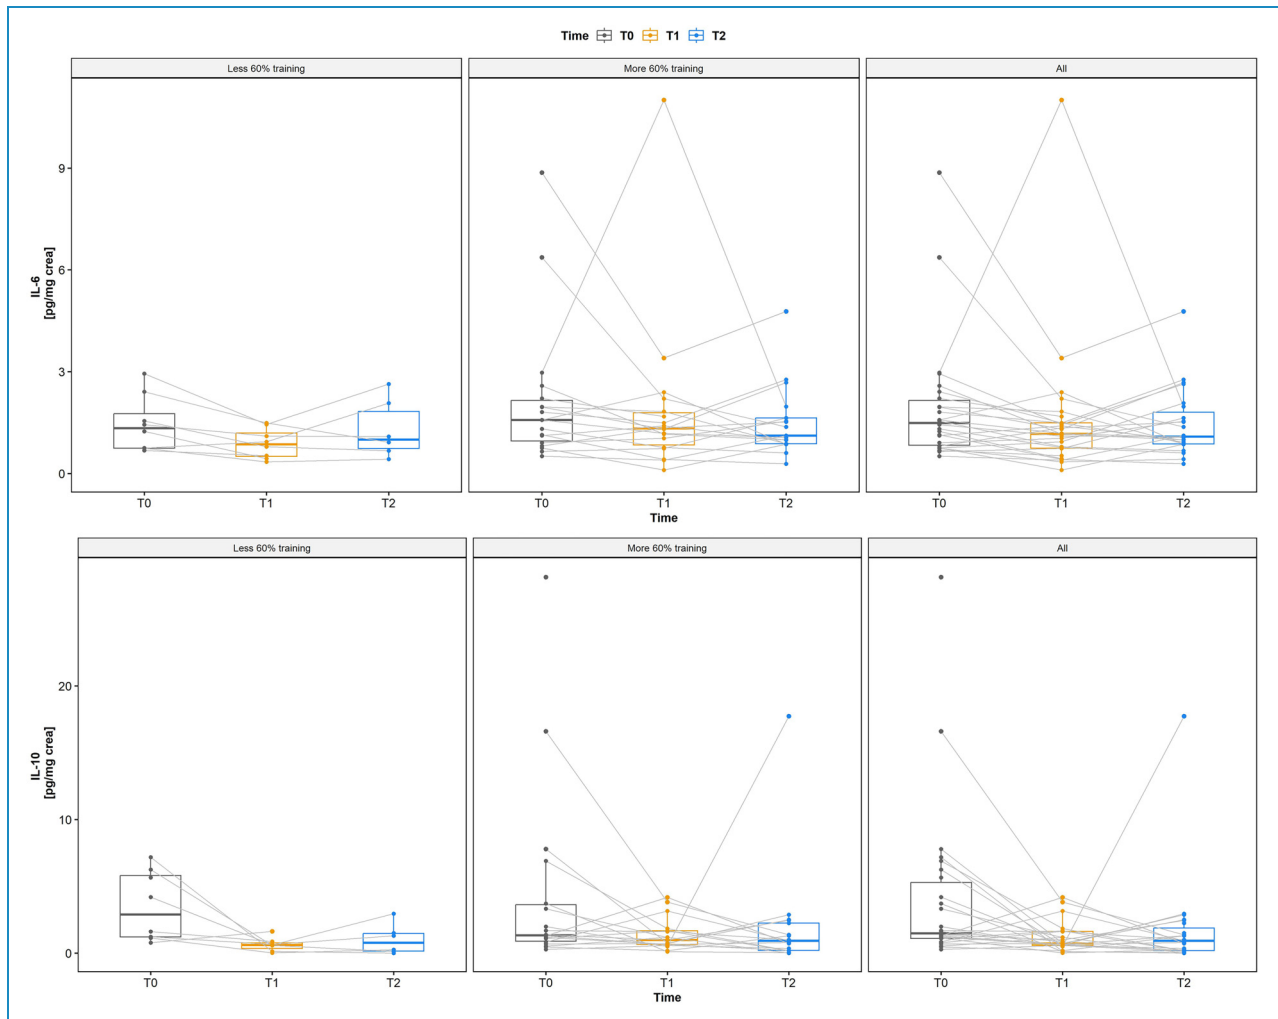 Time T0 T1 T2
Less 60% training
More 60% training
All
IL-6
[pg/mg crea]
9
6
3
0
T0 T1 T2
T0 T1 T2
T0 T1 T2
Time
Less 60% training
More 60% training
All
IL-10
[pg/mg crea]
20
10
0
T0 T1 T2
T0 T1 T2
T0 T1 T2
Time